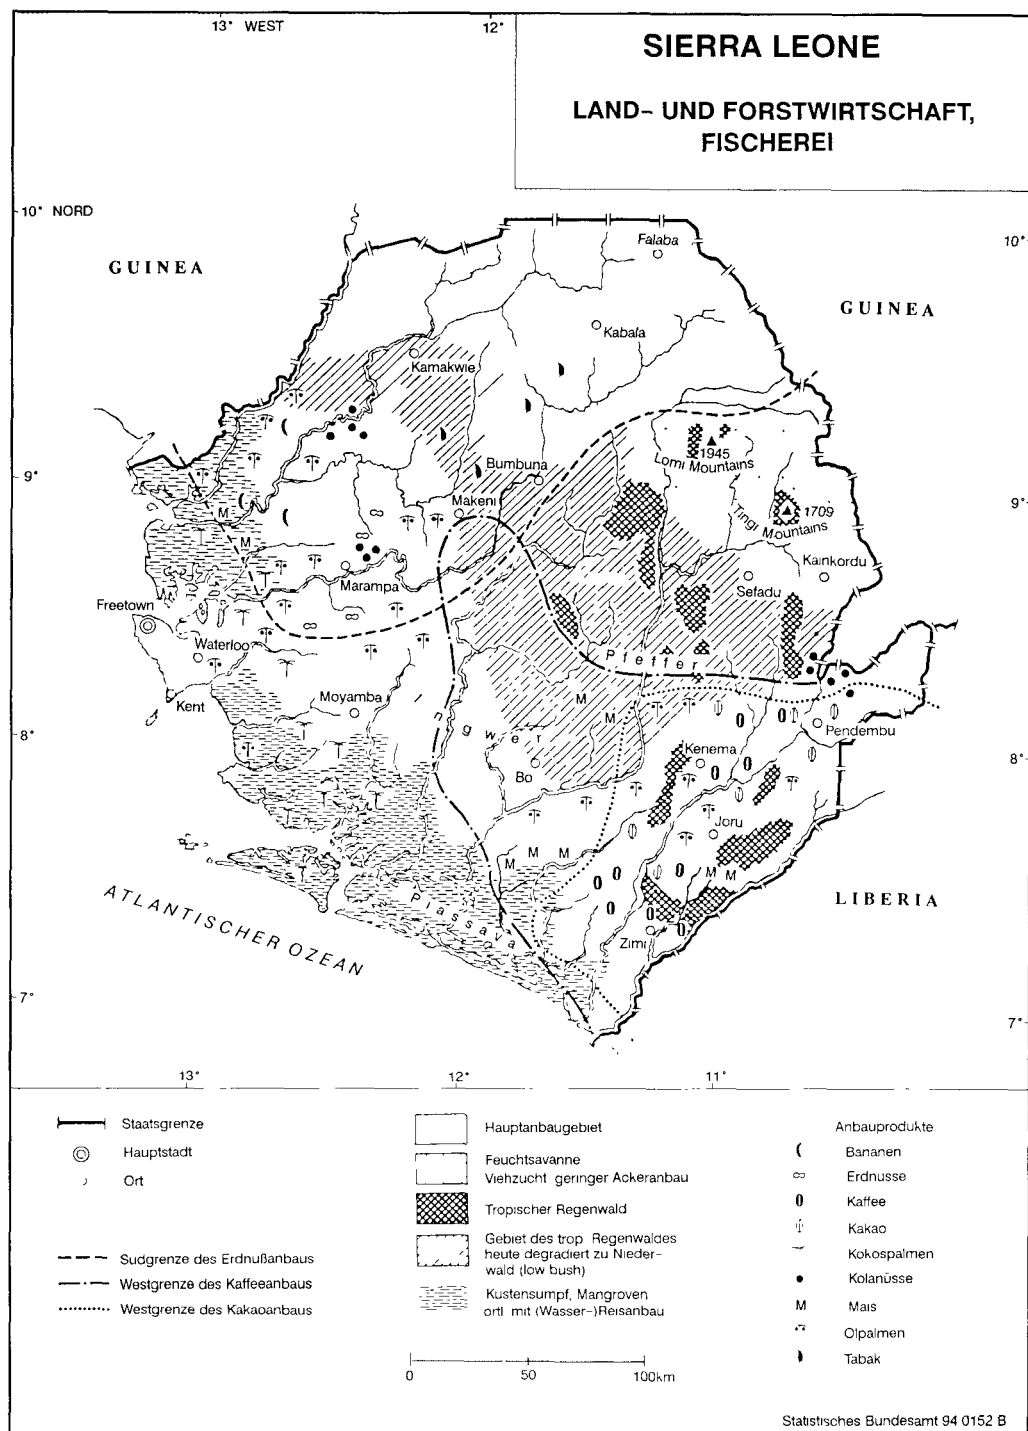 13° WEST
12°
SIERRA LEONE
LAND- UND FORSTWIRTSCHAFT,
FISCHEREI
10° NORD
10°
Falaba
GUINEA
GUINEA
Kabala
Kamakwie
1945
Lomi Mountains
Bumbuna
9°
9°
Makeni
1709
Tingi Mountains
M
M
Kainkordu
Marampa
Sefadu
Freetown
Waterloo
Pfeffer
Kent
Moyamba
M
M
Ingwer
Pendembu
8°
8°
Kenema
Bo
Joru
M M M
M M
LIBERIA
Piassava
ATLANTISCHER OZEAN
Zimi
7°
7°
13°
12°
11°
Staatsgrenze
Hauptstadt
Ort
Sudgrenze des Erdnußanbaus
Westgrenze des Kaffeeanbaus
Westgrenze des Kakaoanbaus
Hauptanbaugebiet
Feuchtsavanne
Viehzucht geringer Ackeranbau
Tropischer Regenwald
Gebiet des trop Regenwaldes
heute degradiert zu Nieder-
wald (low bush)
Kustensumpf, Mangroven
ortl mit (Wasser-)Reisanbau
0 50 100km
Anbauprodukte
Bananen
Erdnusse
Kaffee
Kakao
Kokospalmen
Kolanüsse
M Mais
Olpalmen
Tabak
Statistisches Bundesamt 94 0152 B